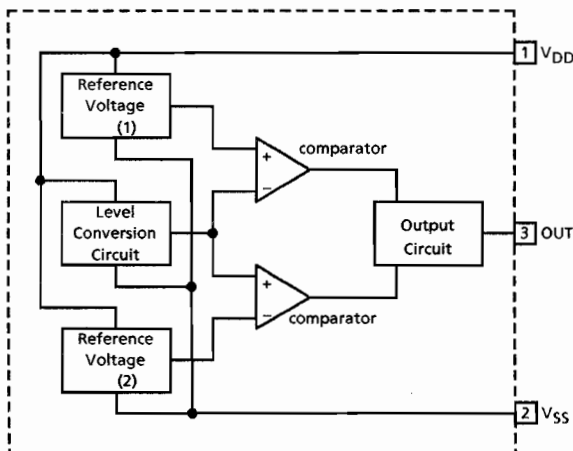 1 VDD
Reference
Voltage
(1)
+
−
comparator
Level
Conversion
Circuit
Output
Circuit
3 OUT
+
−
comparator
Reference
Voltage
(2)
2 VSS